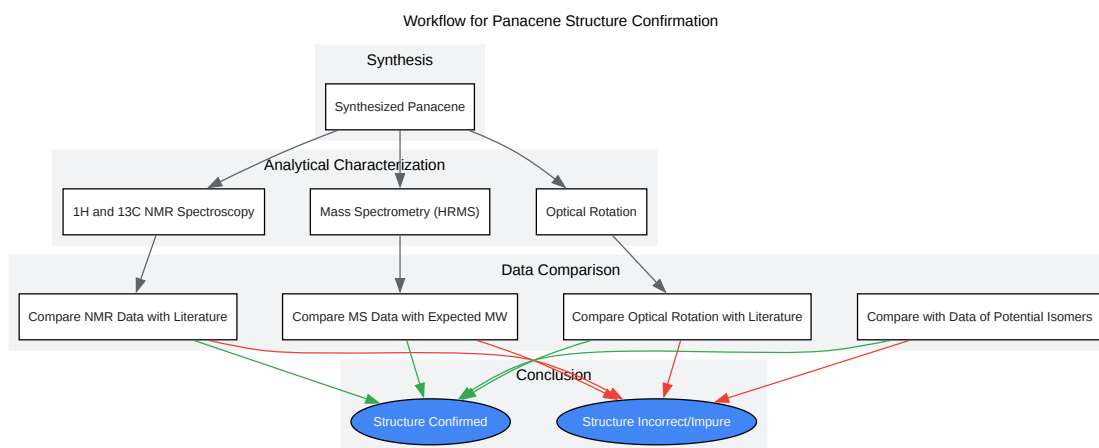 Workflow for Panacene Structure Confirmation
Synthesis
Synthesized Panacene
Analytical Characterization
1H and 13C NMR Spectroscopy
Mass Spectrometry (HRMS)
Optical Rotation
Data Comparison
Compare NMR Data with Literature
Compare MS Data with Expected MW
Compare Optical Rotation with Literature
Compare with Data of Potential Isomers
Conclusion
Structure Confirmed
Structure Incorrect/Impure